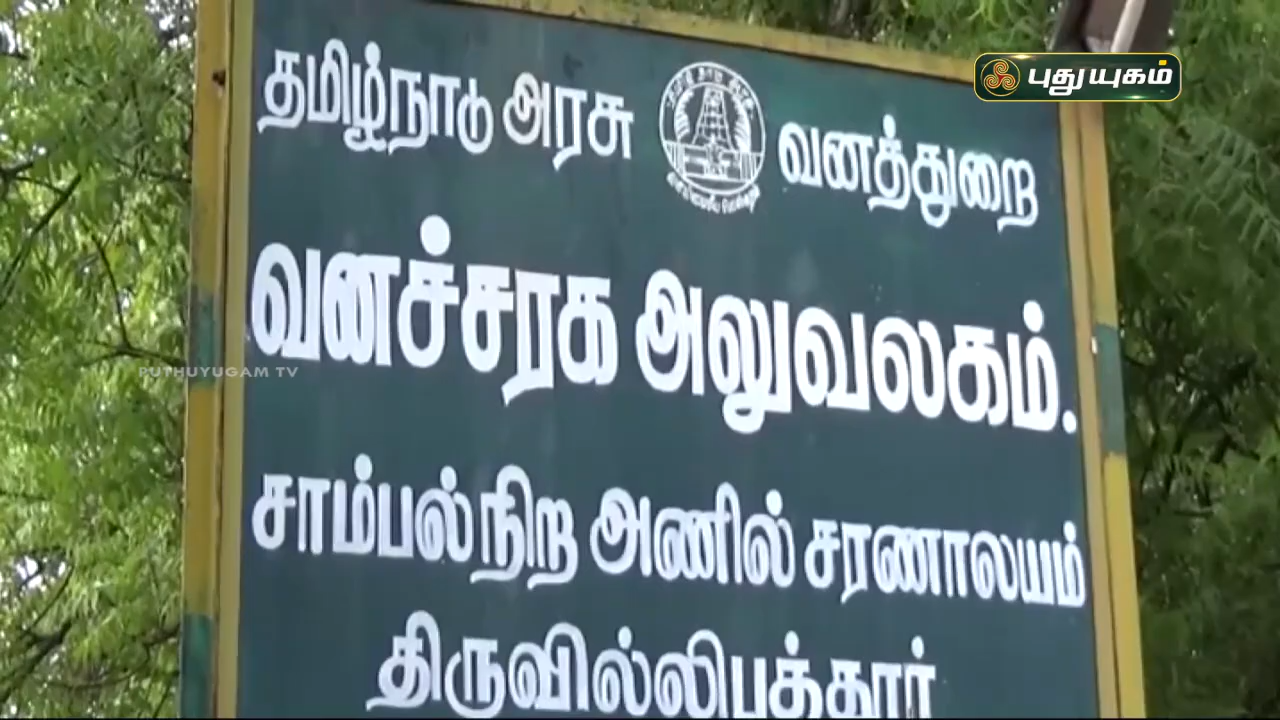 புதுயுகம்
தமிழ்நாடு அரசு வனத்துறை
வனச்சரக அலுவலகம்.
PUTHUYUGAM TV
சாம்பல்நிற அணில் சரணாலயம்
திருவில்லிபுத்தூர்